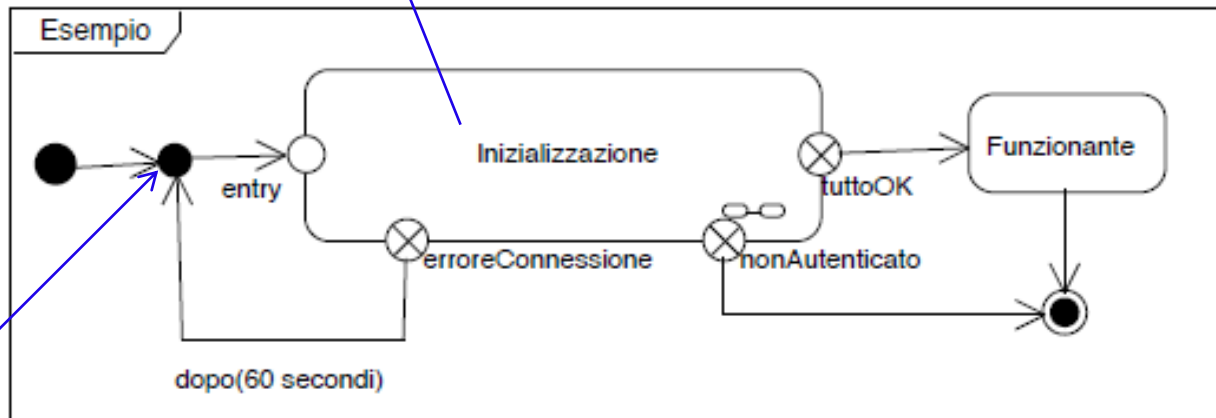 Esempio
Inizializzazione
Funzionante
entry
tuttoOK
erroreConnessione
nonAutenticato
dopo(60 secondi)